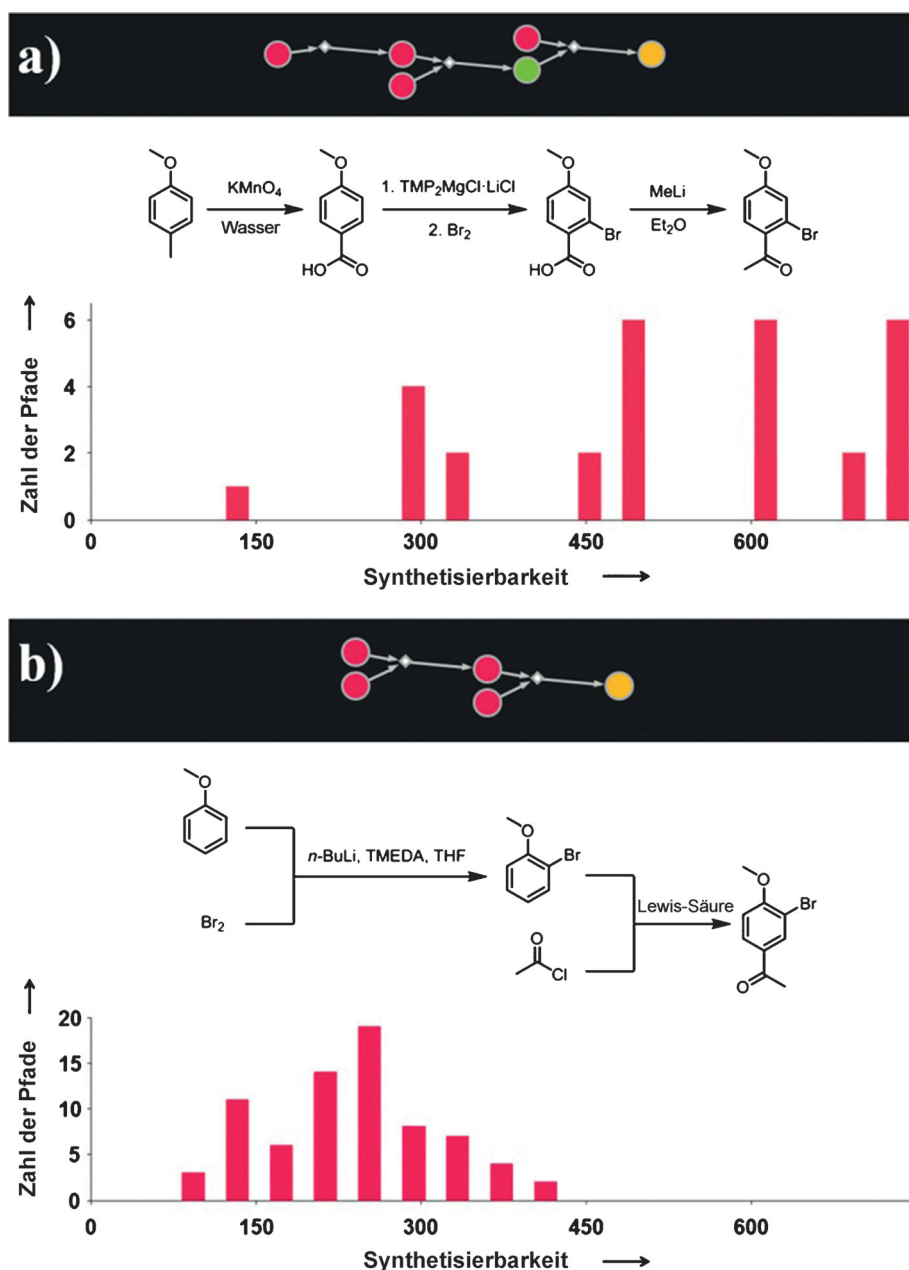 a)
O
KMnO4
Wasser
O
HO
O
1. TMP2MgCl·LiCl
2. Br2
O
Br
HO
O
MeLi
Et2O
O
Br
O
Zahl der Pfade
6
4
2
0
0 150 300 450 600
Synthetisierbarkeit
b)
O
Br2
n-BuLi, TMEDA, THF
O
Br
O
Cl
Lewis-Säure
O
Br
O
Zahl der Pfade
20
15
10
5
0
0 150 300 450 600
Synthetisierbarkeit